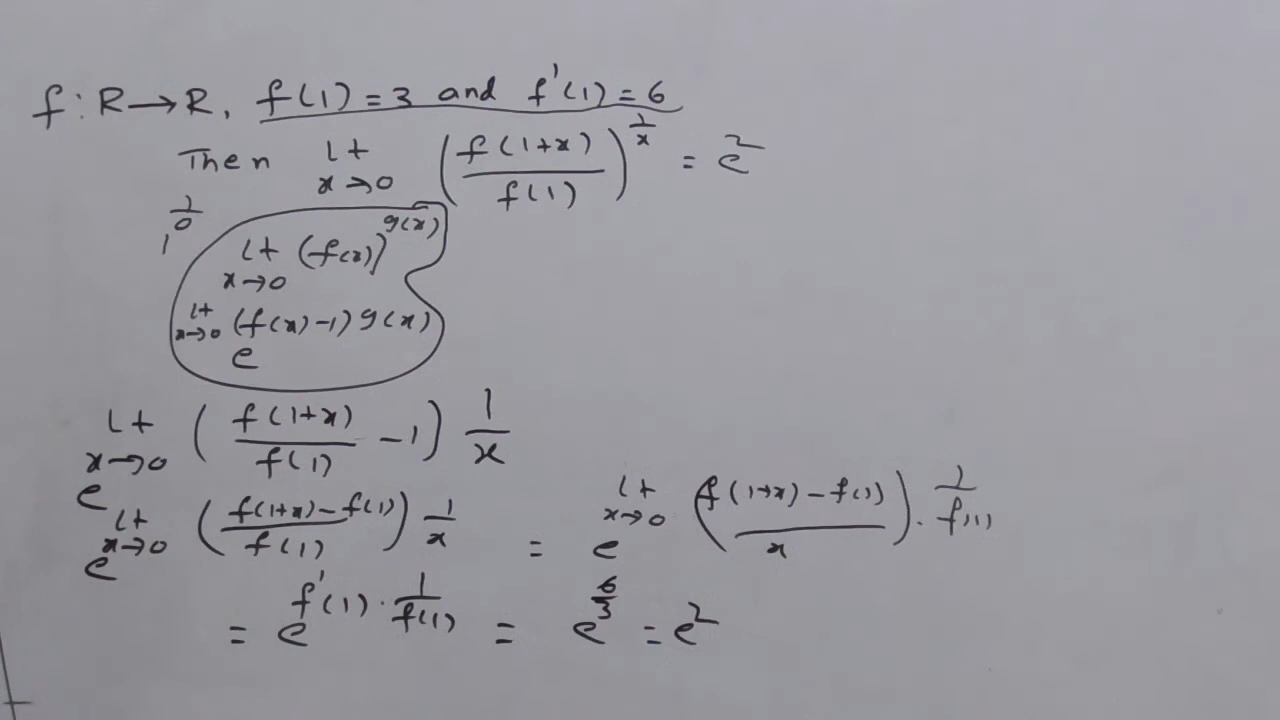 f : R → R, f(1) = 3 and f'(1) = 6
Then lt x→0 (f(1+x)/f(1))^(1/x) = e^2
1^(1/0)
lt x→0 (f(x))^g(x)
e^(lt x→0 (f(x)-1) g(x))
e^(lt x→0 (f(1+x)/f(1) - 1) 1/x)
e^(lt x→0 ((f(1+x)-f(1))/f(1)) 1/x) = e^(lt x→0 ((f(1+x)-f(1))/x) · 1/f(1))
= e^(f'(1) · 1/f(1)) = e^(6/3) = e^2